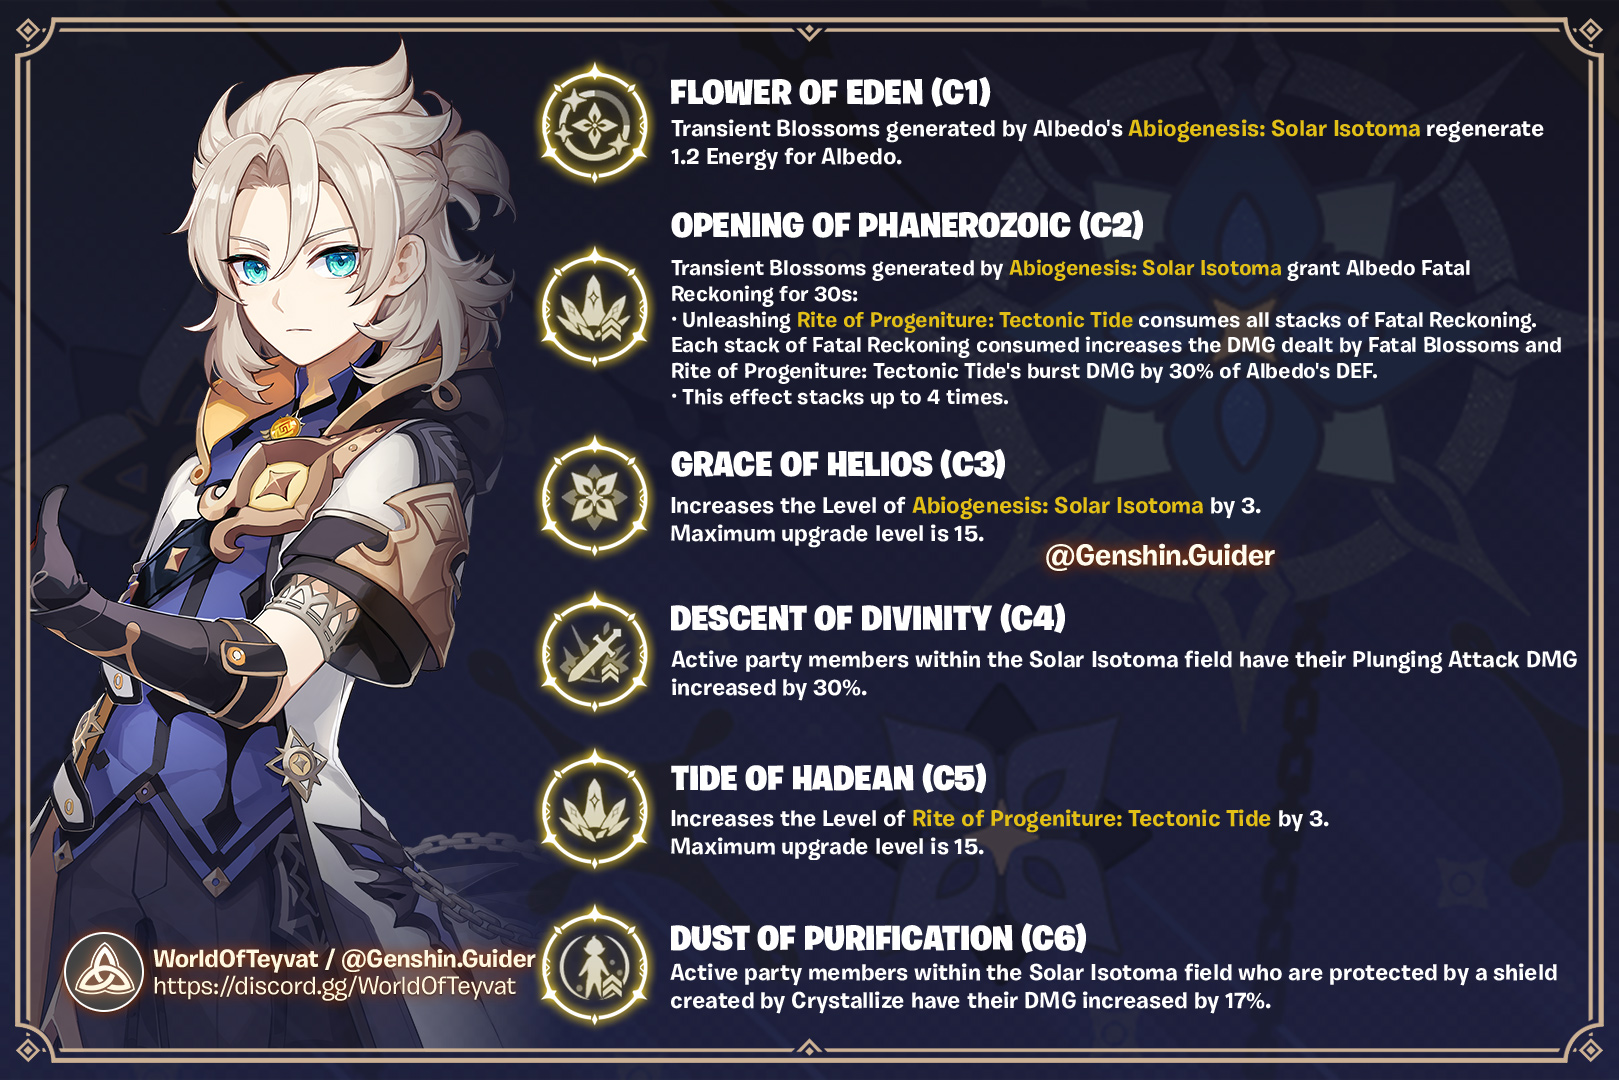 FLOWER OF EDEN (C1)
Transient Blossoms generated by Albedo's Abiogenesis: Solar Isotoma regenerate
1.2 Energy for Albedo.
OPENING OF PHANEROZOIC (C2)
Transient Blossoms generated by Abiogenesis: Solar Isotoma grant Albedo Fatal
Reckoning for 30s:
· Unleashing Rite of Progeniture: Tectonic Tide consumes all stacks of Fatal Reckoning.
Each stack of Fatal Reckoning consumed increases the DMG dealt by Fatal Blossoms and
Rite of Progeniture: Tectonic Tide's burst DMG by 30% of Albedo's DEF.
· This effect stacks up to 4 times.
GRACE OF HELIOS (C3)
Increases the Level of Abiogenesis: Solar Isotoma by 3.
Maximum upgrade level is 15.
@Genshin.Guider
DESCENT OF DIVINITY (C4)
Active party members within the Solar Isotoma field have their Plunging Attack DMG
increased by 30%.
TIDE OF HADEAN (C5)
Increases the Level of Rite of Progeniture: Tectonic Tide by 3.
Maximum upgrade level is 15.
DUST OF PURIFICATION (C6)
Active party members within the Solar Isotoma field who are protected by a shield
created by Crystallize have their DMG increased by 17%.
WorldOfTeyvat / @Genshin.Guider
https://discord.gg/WorldOfTeyvat